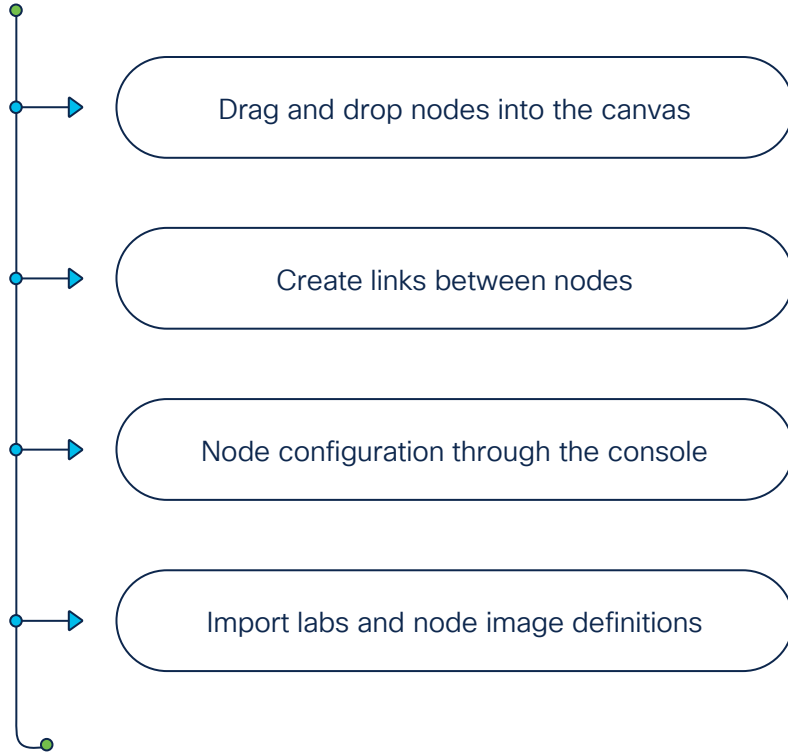 Drag and drop nodes into the canvas
Create links between nodes
Node configuration through the console
Import labs and node image definitions